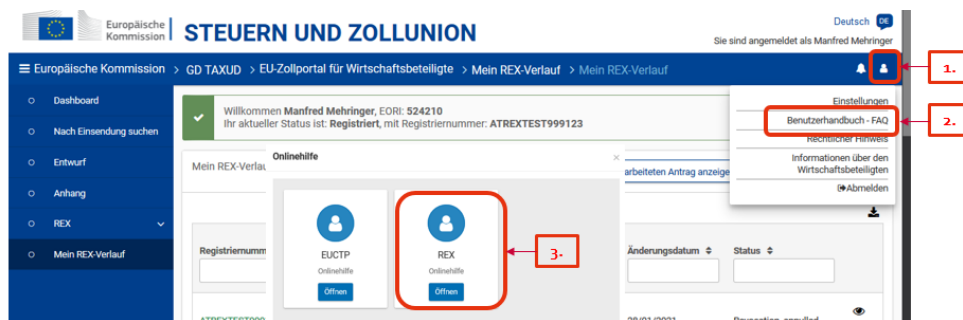 Europäische
Kommission
STEUERN UND ZOLLUNION
Deutsch DE
Sie sind angemeldet als Manfred Mehringer
Europäische Kommission > GD TAXUD > EU-Zollportal für Wirtschaftsbeteiligte > Mein REX-Verlauf > Mein REX-Verlauf
1.
Dashboard
Nach Einsendung suchen
Entwurf
Anhang
REX
Mein REX-Verlauf
Willkommen Manfred Mehringer, EORI: 524210
Ihr aktueller Status ist: Registriert, mit Registriernummer: ATREXTEST999123
Einstellungen
Benutzerhandbuch - FAQ
2.
Rechtlicher Hinweis
Informationen über den
Wirtschaftsbeteiligten
Abmelden
Mein REX-Verlau
Onlinehilfe
×
arbeiteten Antrag anzeige
EUCTP
Onlinehilfe
Öffnen
REX
Onlinehilfe
Öffnen
3.
Registriernumm
Änderungsdatum
Status